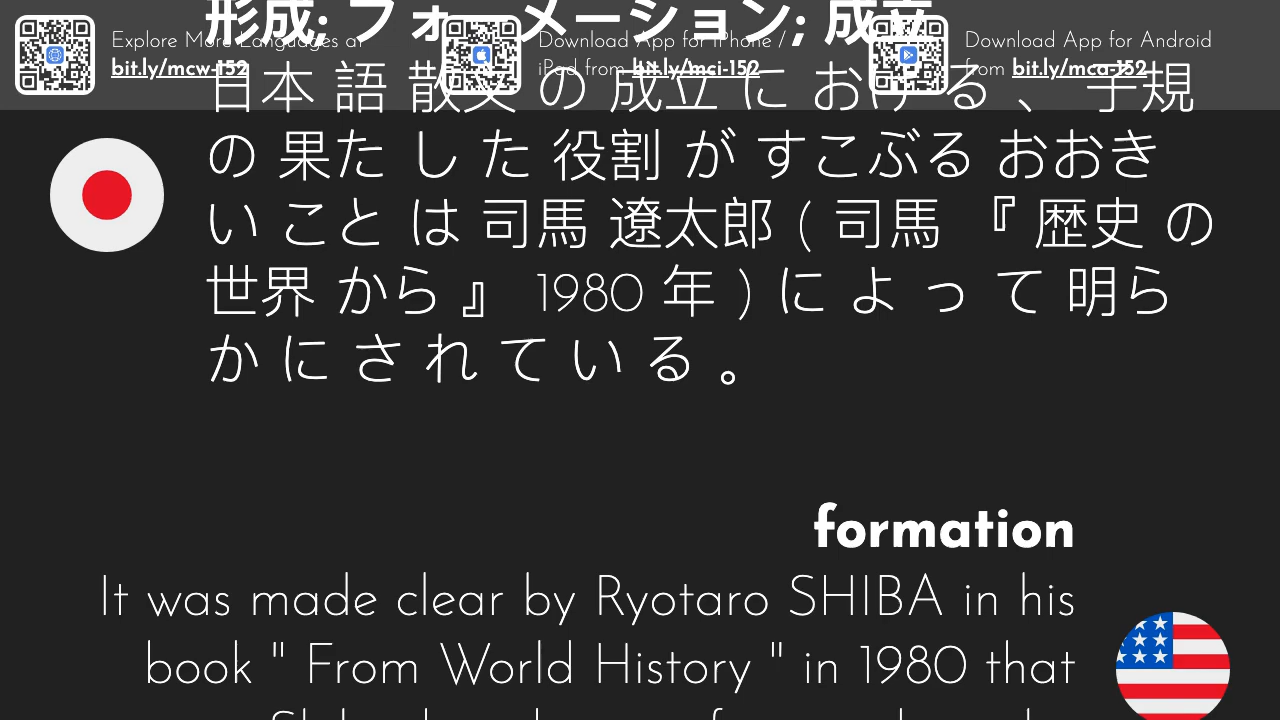 形成; フォーメーション; 成立
Explore More Languages at
bit.ly/mcw-152
Download App for iPhone /
iPad from bit.ly/mci-152
Download App for Android
from bit.ly/mca-152
日本 語 散文 の 成立 に おけ る 、 子規
の 果た し た 役割 が すこぶる おおき
い こと は 司馬 遼太郎 ( 司馬 『 歴史 の
世界 から 』 1980 年 ) に よ っ て 明ら
か に さ れ て い る 。
formation
It was made clear by Ryotaro SHIBA in his
book " From World History " in 1980 that